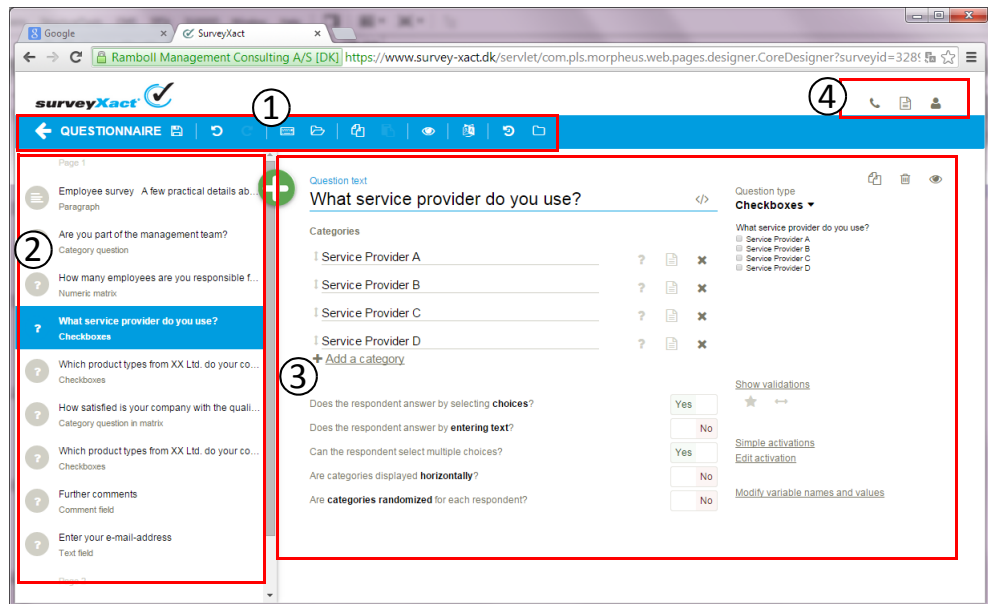 Google
SurveyXact
Ramboll Management Consulting A/S [DK] https://www.survey-xact.dk/servlet/com.pls.morpheus.web.pages.designer.CoreDesigner?surveyid=328
surveyXact
1
4
QUESTIONNAIRE
Page 1
Employee survey A few practical details ab...
Paragraph
Are you part of the management team?
Category question
2
How many employees are you responsible f...
Numeric matrix
What service provider do you use?
Checkboxes
Which product types from XX Ltd. do your co...
Checkboxes
How satisfied is your company with the quali...
Category question in matrix
Which product types from XX Ltd. do your co...
Checkboxes
Further comments
Comment field
Enter your e-mail-address
Text field
Page 2
Question text
What service provider do you use?
</>
Categories
Service Provider A
?
Service Provider B
?
Service Provider C
?
Service Provider D
?
Add a category
3
Does the respondent answer by selecting choices? Yes
Does the respondent answer by entering text? No
Can the respondent select multiple choices? Yes
Are categories displayed horizontally? No
Are categories randomized for each respondent? No
Question type
Checkboxes
What service provider do you use?
Service Provider A
Service Provider B
Service Provider C
Service Provider D
Show validations
Simple activations
Edit activation
Modify variable names and values